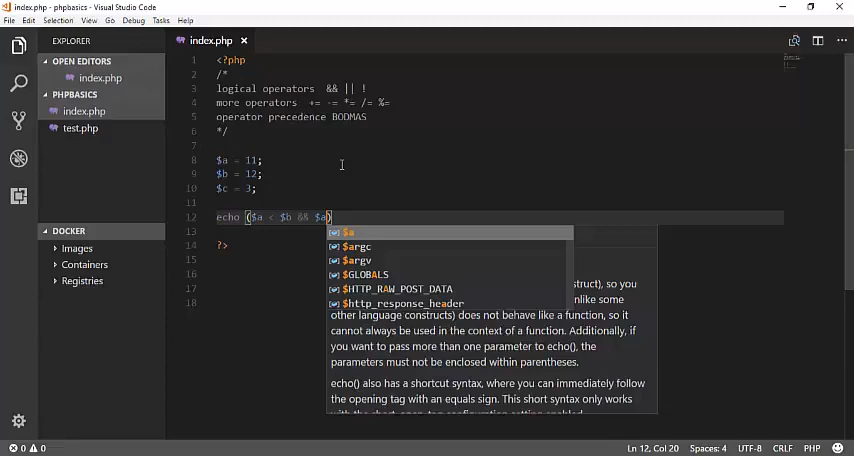 index.php - phpbasics - Visual Studio Code
File Edit Selection View Go Debug Tasks Help
EXPLORER
OPEN EDITORS
index.php
PHPBASICS
index.php
test.php
DOCKER
Images
Containers
Registries
index.php
1 <?php
2 /*
3 logical operators && || !
4 more operators += -= *= /= %=
5 operator precedence BODMAS
6 */
7
8 $a = 11;
9 $b = 12;
10 $c = 3;
11
12 echo ($a < $b && $a)
13
14 ?>
15
16
17
18
$a
$argc
$argv
$GLOBALS
$HTTP_RAW_POST_DATA
$http_response_header
struct), so you
nlike some
other language constructs) does not behave like a function, so it
cannot always be used in the context of a function. Additionally, if
you want to pass more than one parameter to echo(), the
parameters must not be enclosed within parentheses.
echo() also has a shortcut syntax, where you can immediately follow
the opening tag with an equals sign. This short syntax only works
0 0
Ln 12, Col 20 Spaces: 4 UTF-8 CRLF PHP